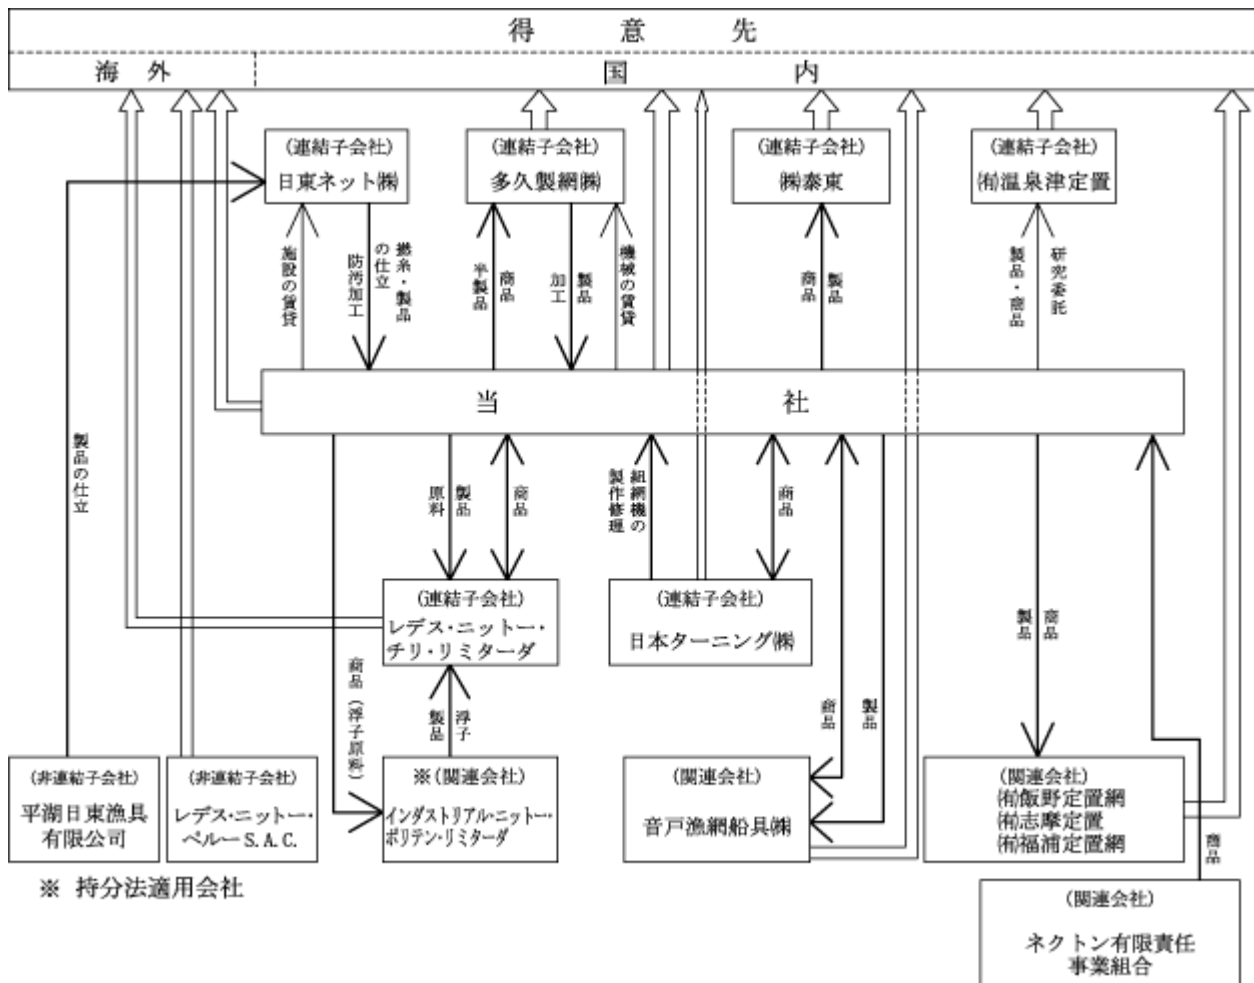 得意先
海外
国内
(連結子会社)
日東ネット㈱
(連結子会社)
多久製網㈱
(連結子会社)
㈱泰東
(連結子会社)
㈲温泉津定置
施設の賃貸
撚糸・製品
の仕立
防汚加工
商品
半製品
製品
加工
機械の賃貸
製品
商品
研究委託
製品・商品
当社
製品の仕立
製品
原料
商品
組網機の
製作修理
商品
商品
製品
(連結子会社)
レデス・ニットー・
チリ・リミターダ
(連結子会社)
日本ターニング㈱
商品(浮子原料)
浮子
製品
製品
商品
商品
(非連結子会社)
平湖日東漁具
有限公司
(非連結子会社)
レデス・ニットー・
ペルーS.A.C.
※(関連会社)
インダストリアル・ニットー・
ポリテン・リミターダ
(関連会社)
音戸漁網船具㈱
(関連会社)
㈲飯野定置網
㈲志摩定置
㈲福浦定置網
※ 持分法適用会社
(関連会社)
ネクトン有限責任
事業組合